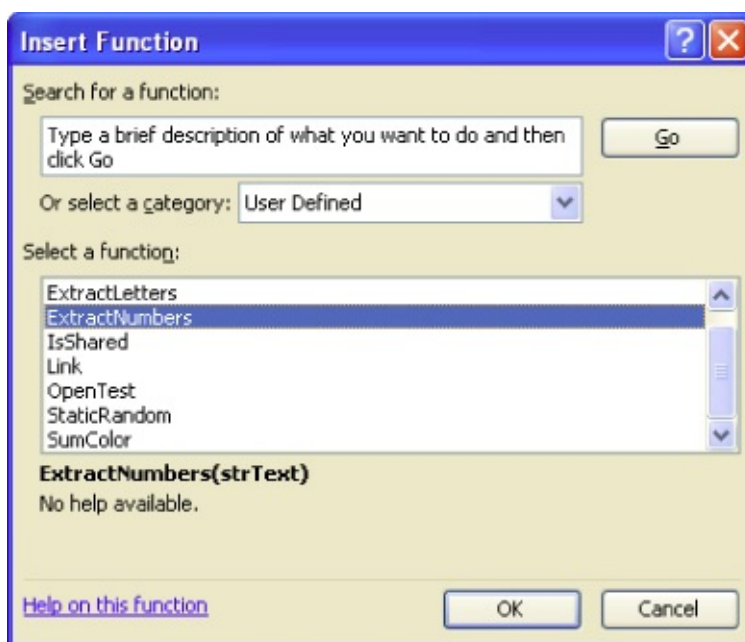 Insert Function
Search for a function:
Type a brief description of what you want to do and then
click Go
Go
Or select a category: User Defined
Select a function:
ExtractLetters
ExtractNumbers
IsShared
Link
OpenTest
StaticRandom
SumColor
ExtractNumbers(strText)
No help available.
Help on this function OK Cancel